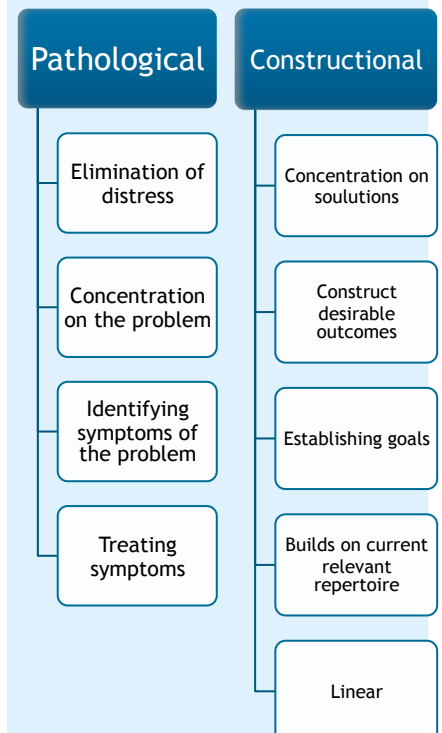 Pathological
Elimination of
distress
Concentration
on the problem
Identifying
symptoms of
the problem
Treating
symptoms
Constructional
Concentration on
soulutions
Construct
desirable
outcomes
Establishing goals
Builds on current
relevant
repertoire
Linear